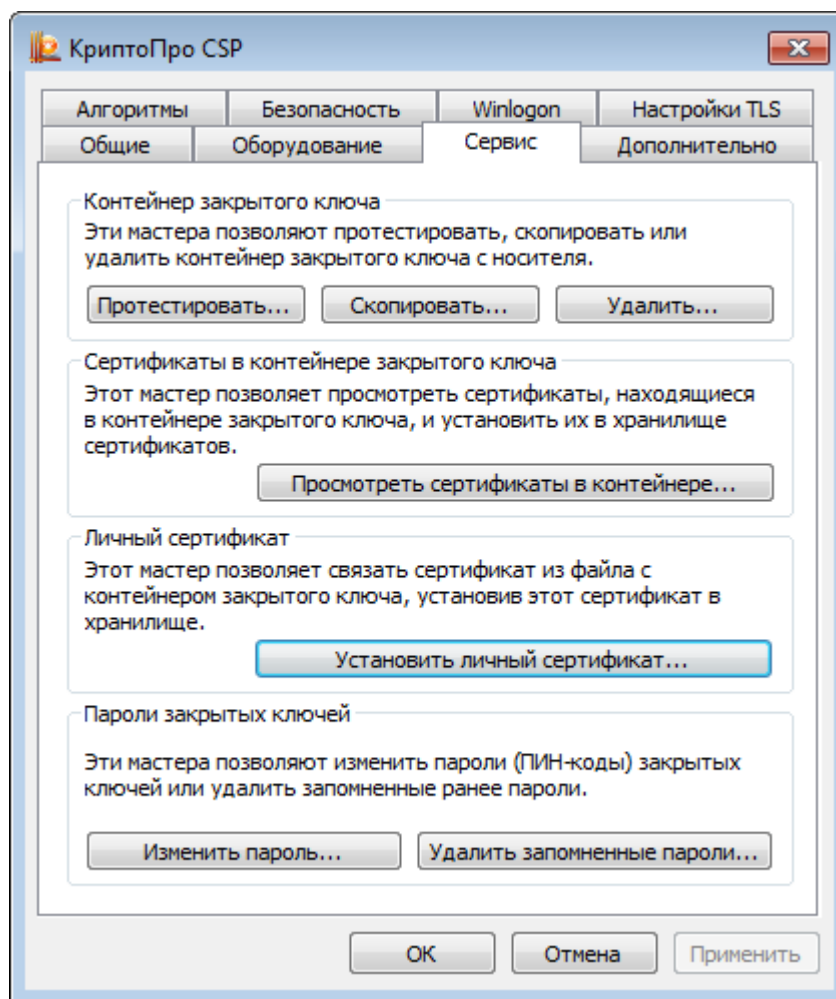 КриптоПро CSP
Алгоритмы Безопасность Winlogon Настройки TLS
Общие Оборудование Сервис Дополнительно
Контейнер закрытого ключа
Эти мастера позволяют протестировать, скопировать или
удалить контейнер закрытого ключа с носителя.
Протестировать... Скопировать... Удалить...
Сертификаты в контейнере закрытого ключа
Этот мастер позволяет просмотреть сертификаты, находящиеся
в контейнере закрытого ключа, и установить их в хранилище
сертификатов.
Просмотреть сертификаты в контейнере...
Личный сертификат
Этот мастер позволяет связать сертификат из файла с
контейнером закрытого ключа, установив этот сертификат в
хранилище.
Установить личный сертификат...
Пароли закрытых ключей
Эти мастера позволяют изменить пароли (ПИН-коды) закрытых
ключей или удалить запомненные ранее пароли.
Изменить пароль... Удалить запомненные пароли...
ОК Отмена Применить